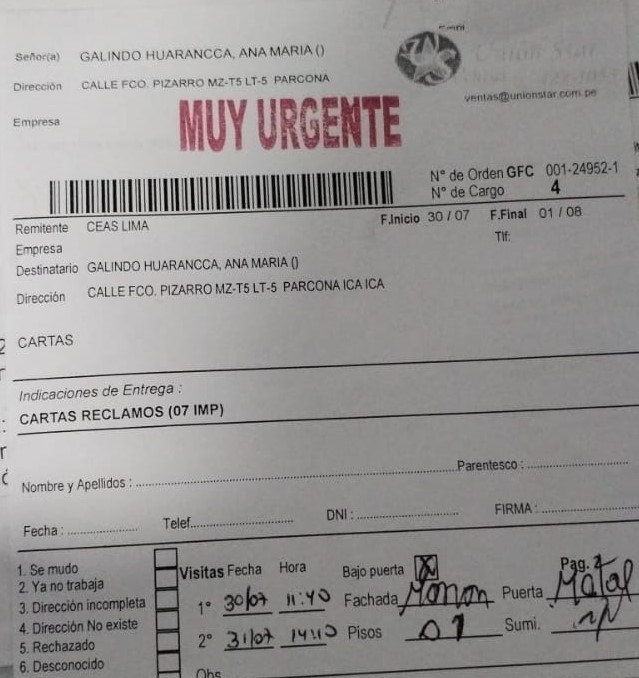 Señor(a) GALINDO HUARANCCA, ANA MARIA ()
Unión Star
Dirección CALLE FCO. PIZARRO MZ-T5 LT-5 PARCONA
ventas@unionstar.com.pe
Empresa
MUY URGENTE
N° de Orden GFC 001-24952-1
N° de Cargo 4
Remitente CEAS LIMA
F.Inicio 30 / 07 F.Final 01 / 08
Empresa
Tlf:
Destinatario GALINDO HUARANCCA, ANA MARIA ()
Dirección CALLE FCO. PIZARRO MZ-T5 LT-5 PARCONA ICA ICA
CARTAS
Indicaciones de Entrega :
CARTAS RECLAMOS (07 IMP)
Nombre y Apellidos : Parentesco :
Fecha : Telef. DNI : FIRMA :
1. Se mudo
2. Ya no trabaja
3. Dirección incompleta
4. Dirección No existe
5. Rechazado
6. Desconocido
Visitas Fecha Hora Bajo puerta X Pag. 2
1° 30/07 11:40 Fachada Puerta
2° 31/07 14:10 Pisos 01 Sumi.
Obs